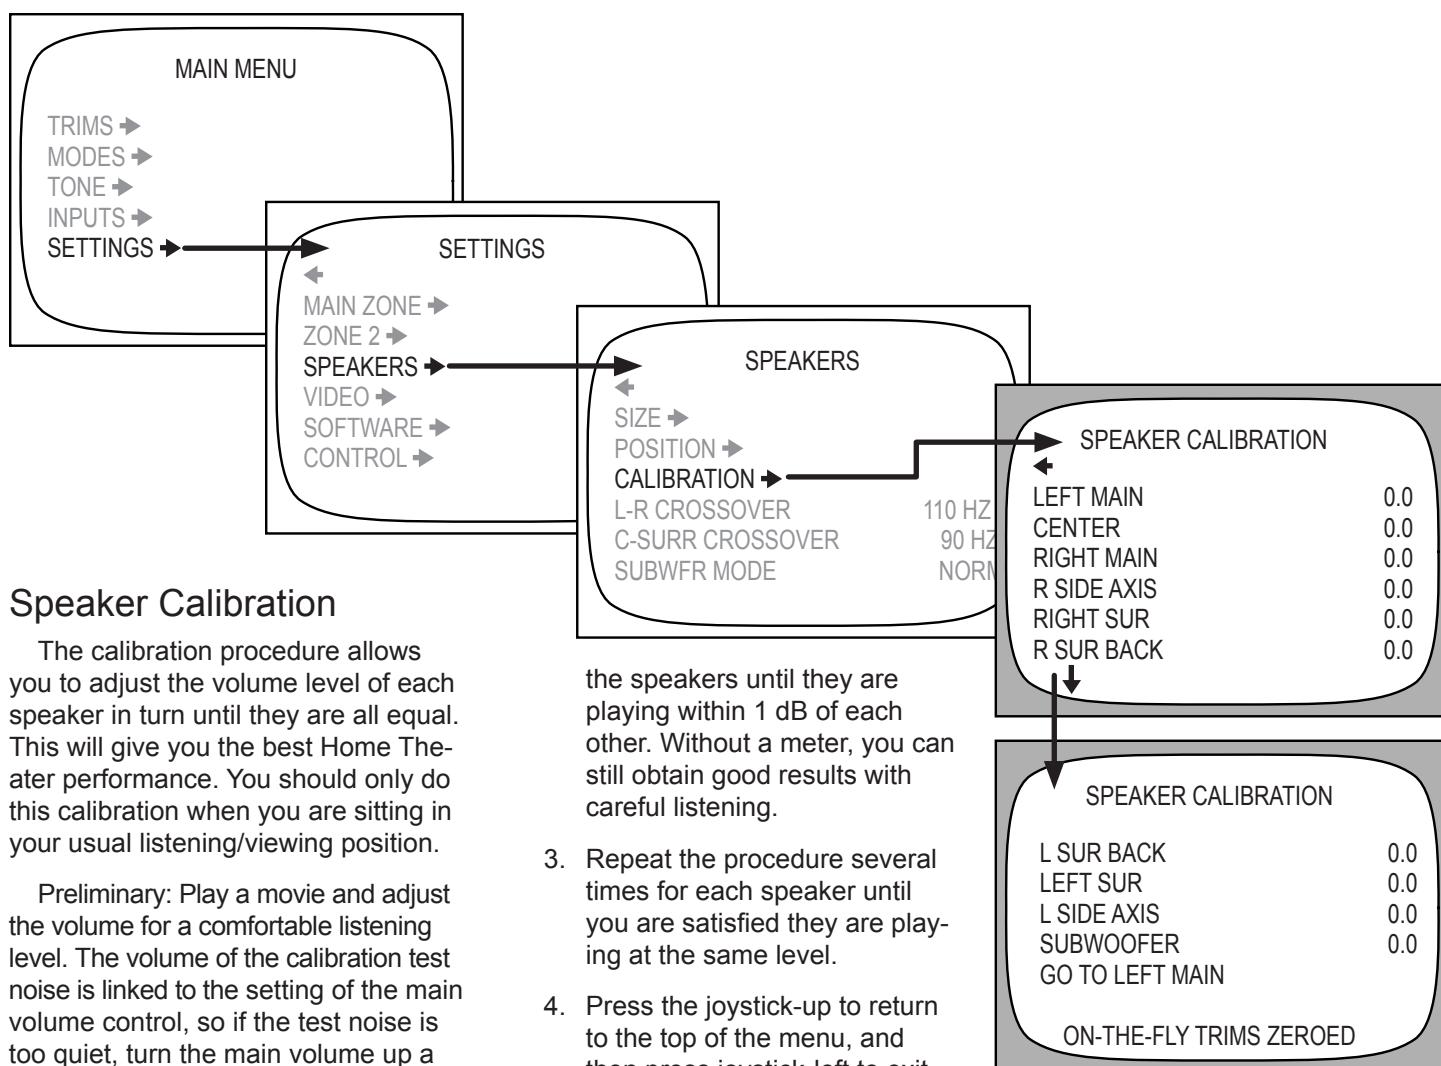 MAIN MENU
TRIMS
MODES
TONE
INPUTS
SETTINGS
SETTINGS
MAIN ZONE
ZONE 2
SPEAKERS
VIDEO
SOFTWARE
CONTROL
SPEAKERS
SIZE
POSITION
CALIBRATION
L-R CROSSOVER 110 HZ
C-SURR CROSSOVER 90 HZ
SUBWFR MODE NORM
SPEAKER CALIBRATION
LEFT MAIN 0.0
CENTER 0.0
RIGHT MAIN 0.0
R SIDE AXIS 0.0
RIGHT SUR 0.0
R SUR BACK 0.0
SPEAKER CALIBRATION
L SUR BACK 0.0
LEFT SUR 0.0
L SIDE AXIS 0.0
SUBWOOFER 0.0
GO TO LEFT MAIN
ON-THE-FLY TRIMS ZEROED
Speaker Calibration
The calibration procedure allows
you to adjust the volume level of each
speaker in turn until they are all equal.
This will give you the best Home The-
ater performance. You should only do
this calibration when you are sitting in
your usual listening/viewing position.
Preliminary: Play a movie and adjust
the volume for a comfortable listening
level. The volume of the calibration test
noise is linked to the setting of the main
volume control, so if the test noise is
too quiet, turn the main volume up a
the speakers until they are
playing within 1 dB of each
other. Without a meter, you can
still obtain good results with
careful listening.
3. Repeat the procedure several
times for each speaker until
you are satisfied they are play-
ing at the same level.
4. Press the joystick-up to return
to the top of the menu, and
then press joystick-left to exit